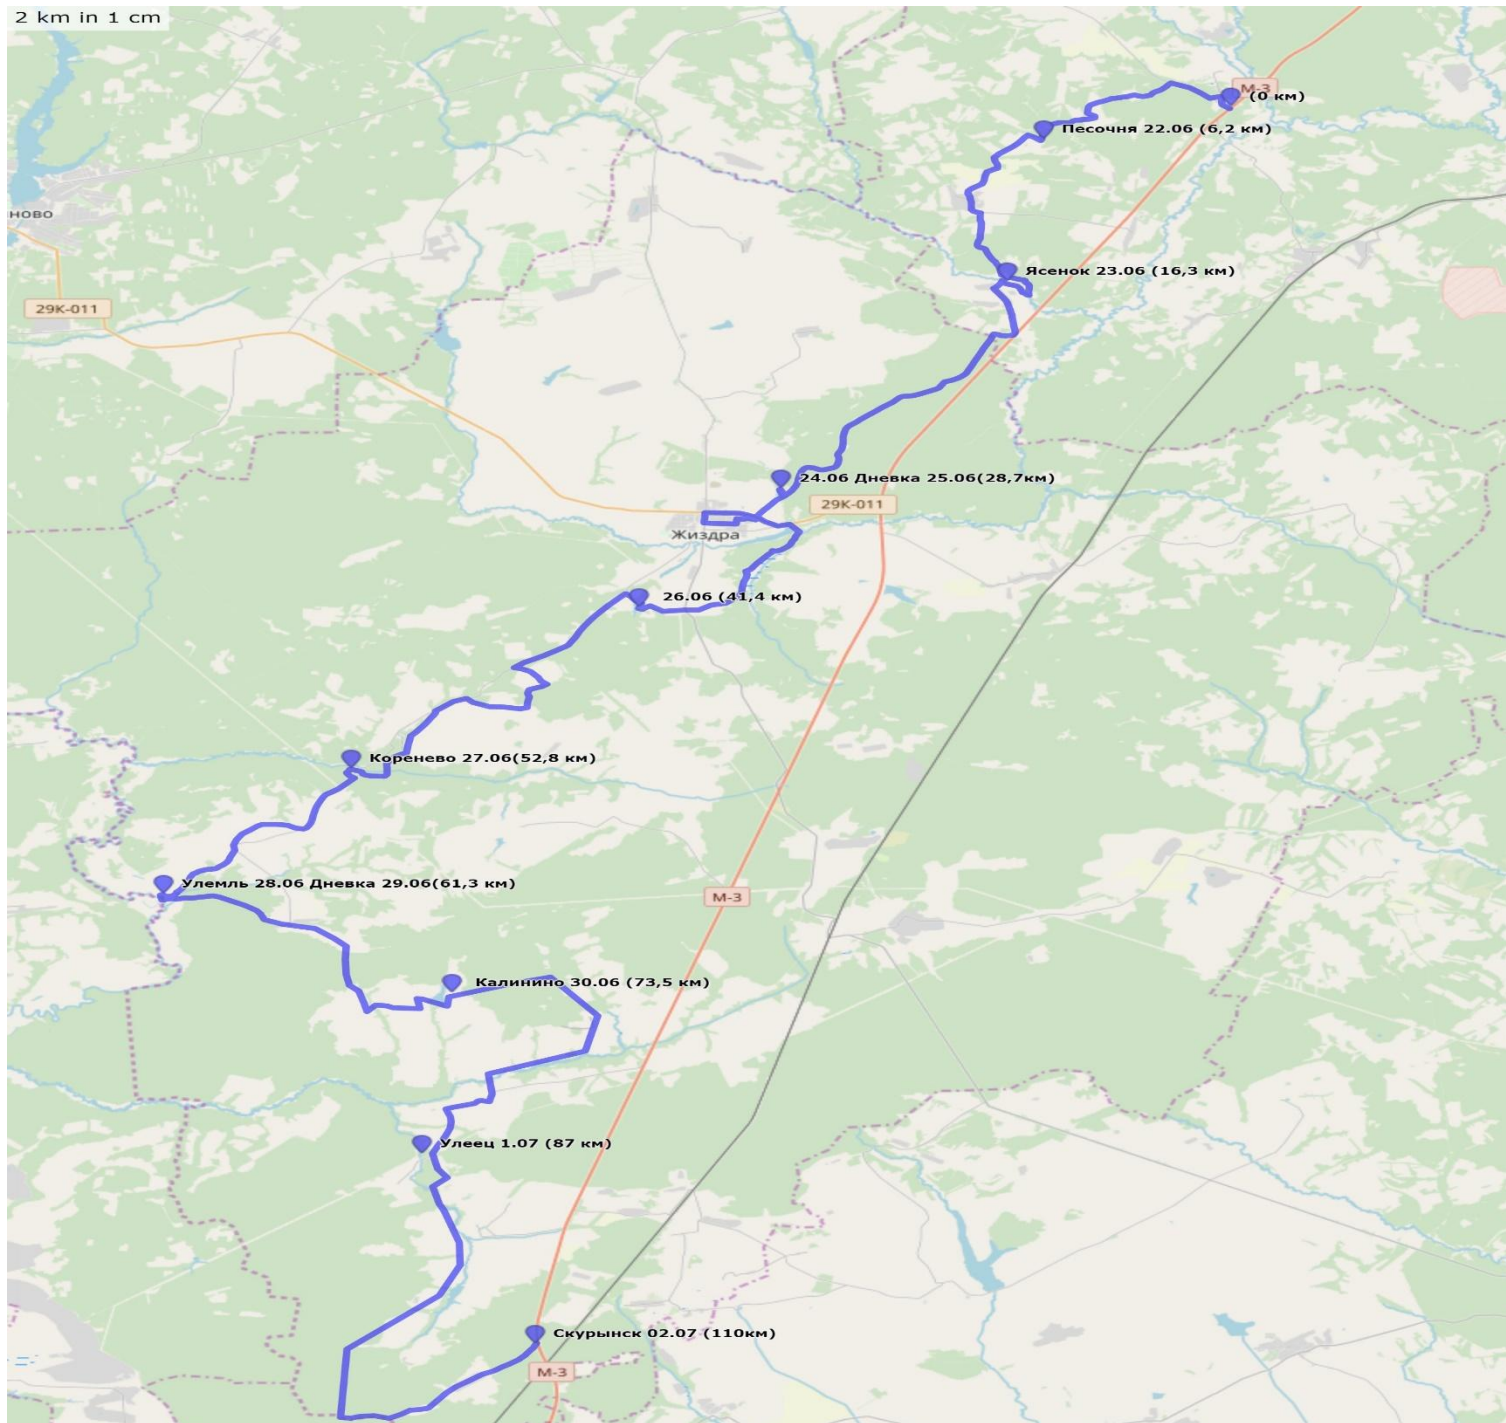 2 km in 1 cm
М-3
(0 км)
Песочня 22.06 (6,2 км)
ново
Ясенок 23.06 (16,3 км)
29К-011
24.06 Дневка 25.06(28,7км)
29К-011
Жиздра
26.06 (41,4 км)
Коренево 27.06(52,8 км)
Улемль 28.06 Дневка 29.06(61,3 км)
М-3
Калинино 30.06 (73,5 км)
Улеец 1.07 (87 км)
Скурынск 02.07 (110км)
М-3